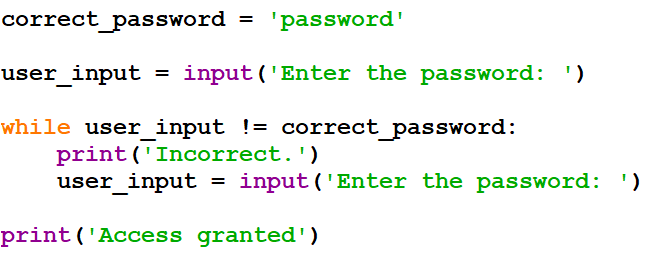 correct_password = 'password'
user_input = input('Enter the password: ')
while user_input != correct_password:
    print('Incorrect.')
    user_input = input('Enter the password: ')
print('Access granted')